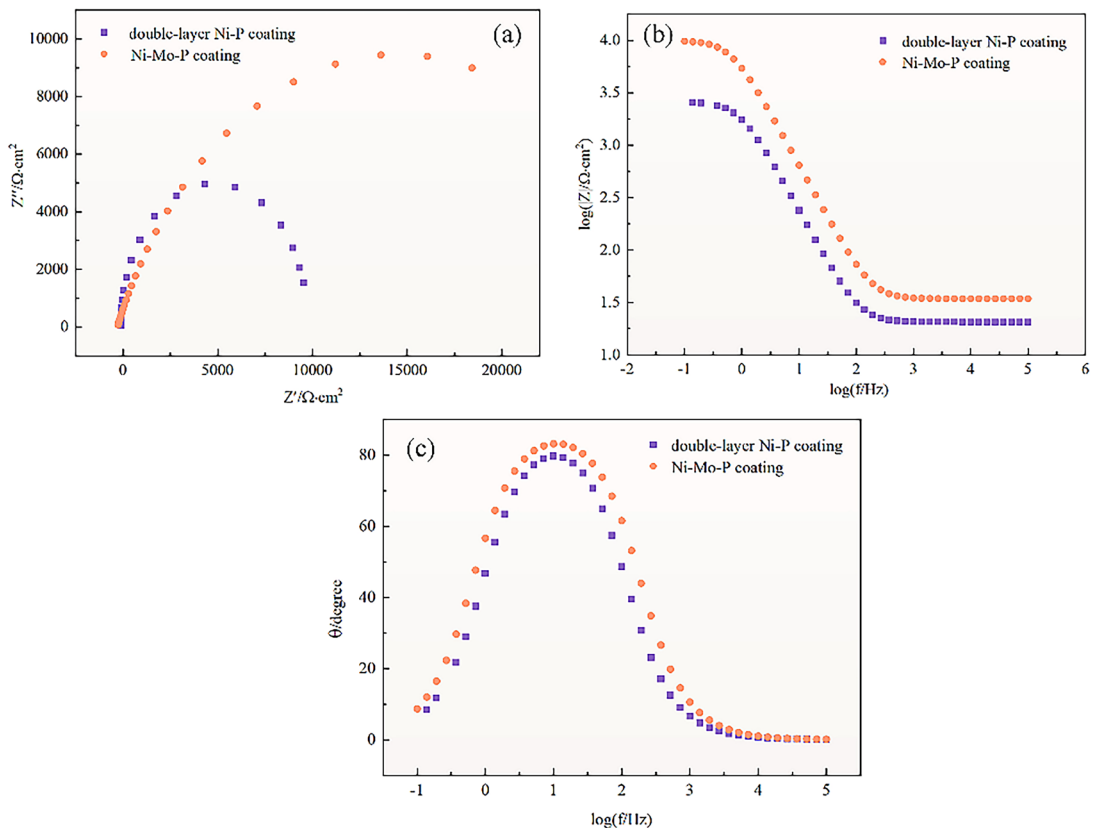 (a)
double-layer Ni-P coating
Ni-Mo-P coating
10000
8000
6000
4000
2000
0
Z''/Ω·cm²
0 5000 10000 15000 20000
Z'/Ω·cm²
(b)
double-layer Ni-P coating
Ni-Mo-P coating
4.0
3.5
3.0
2.5
2.0
1.5
1.0
log(|Z|/Ω·cm²)
-2 -1 0 1 2 3 4 5 6
log(f/Hz)
(c)
double-layer Ni-P coating
Ni-Mo-P coating
80
60
40
20
0
θ/degree
-1 0 1 2 3 4 5
log(f/Hz)